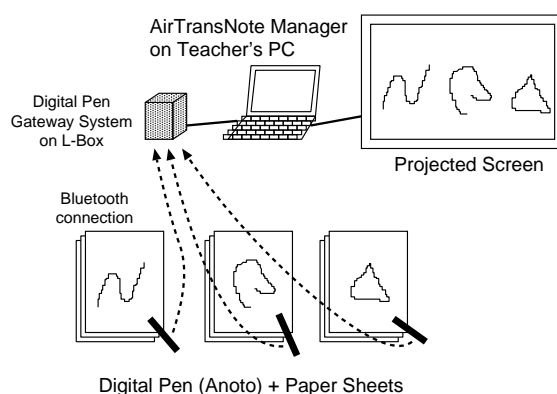 AirTransNote Manager
on Teacher's PC
Digital Pen
Gateway System
on L-Box
Projected Screen
Bluetooth
connection
Digital Pen (Anoto) + Paper Sheets